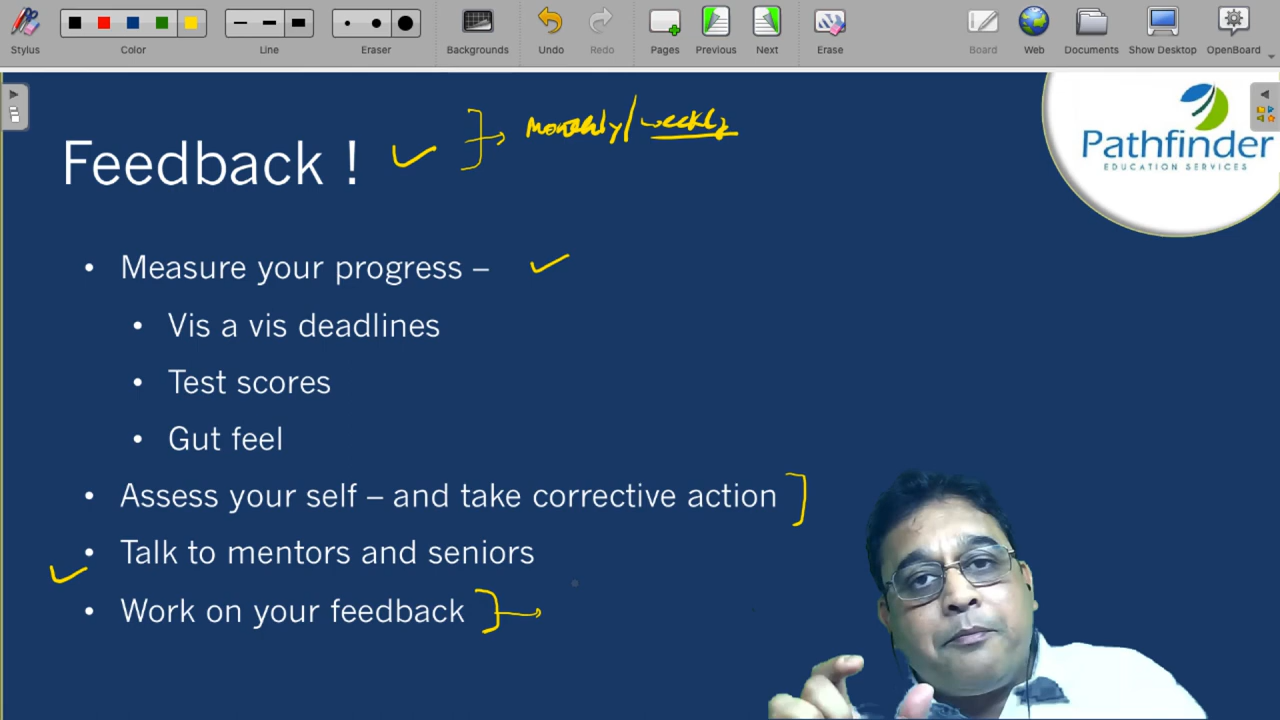 Stylus
Color
Line
Eraser
Backgrounds
Undo
Redo
Pages
Previous
Next
Erase
Board
Web
Documents
Show Desktop
OpenBoard
monthly/weekly
Feedback !
Pathfinder
EDUCATION SERVICES
• Measure your progress –
• Vis a vis deadlines
• Test scores
• Gut feel
• Assess your self – and take corrective action
• Talk to mentors and seniors
• Work on your feedback